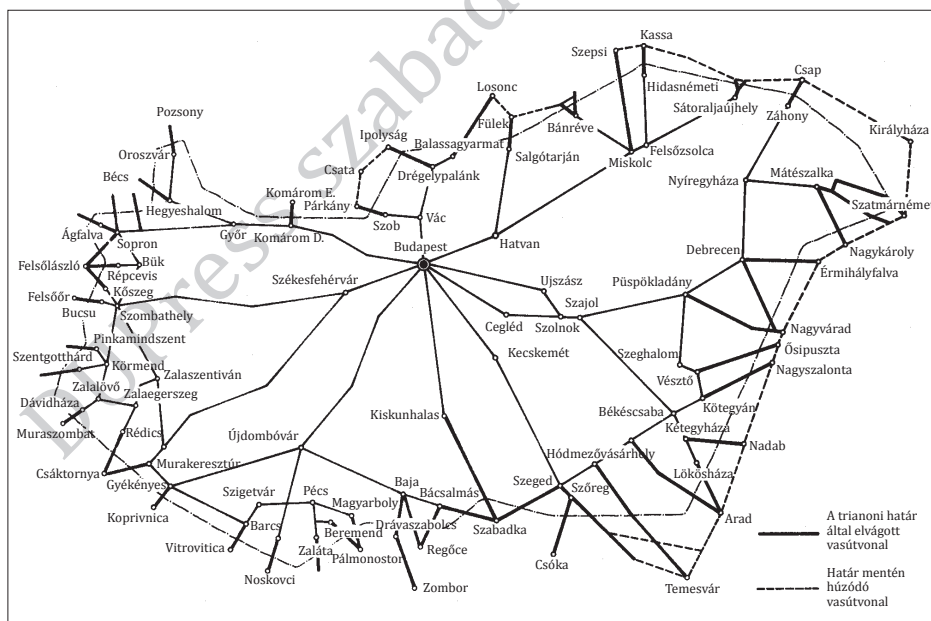 Kassa
Szepsi
Csap
Losonc
Hidasnémeti
Sátoraljaújhely
Fülek
Záhony
Pozsony
Bánréve
Ipolyság
Balassagyarmat
Királyháza
Oroszvár
Salgótarján
Miskolc
Felsőzsolca
Csata
Drégelypalánk
Bécs
Mátészalka
Komárom E.
Párkány
Nyíregyháza
Hegyeshalom
Szatmárnémeti
Szob
Vác
Ágfalva
Győr
Komárom D.
Sopron
Budapest
Hatvan
Debrecen
Nagykároly
Felsőlászló
Bük
Répcevis
Érmihályfalva
Székesfehérvár
Ujszász
Püspökladány
Kőszeg
Felsőőr
Szajol
Bucsu
Szombathely
Cegléd
Szolnok
Nagyvárad
Pinkamindszent
Ősipuszta
Kecskemét
Szeghalom
Szentgotthárd
Nagyszalonta
Körmend
Vésztő
Zalalövő
Zalaszentiván
Dávidháza
Zalaegerszeg
Békéscsaba
Kötegyán
Kiskunhalas
Muraszombat
Kétegyháza
Rédics
Újdombóvár
Nadab
Hódmezővásárhely
Csáktornya
Murakeresztúr
Lökösháza
Szeged
Gyékényes
Pécs
Baja
Szőreg
Szigetvár
Magyarboly
Bácsalmás
Koprivnica
Arad
Barcs
Drávaszabolcs
Beremend
Szabadka
Vitrovitica
Zaláta
Pálmonostor
Regőce
Csóka
Noskovci
Zombor
Temesvár
A trianoni határ
által elvágott
vasútvonal
Határ mentén
húzódó
vasútvonal
DUPress szabad